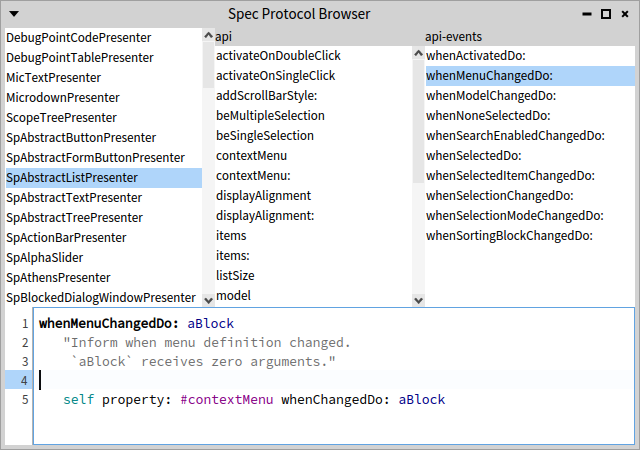 Spec Protocol Browser
DebugPointCodePresenter
DebugPointTablePresenter
MicTextPresenter
MicrodownPresenter
ScopeTreePresenter
SpAbstractButtonPresenter
SpAbstractFormButtonPresenter
SpAbstractListPresenter
SpAbstractTextPresenter
SpAbstractTreePresenter
SpActionBarPresenter
SpAlphaSlider
SpAthensPresenter
SpBlockedDialogWindowPresenter
api
activateOnDoubleClick
activateOnSingleClick
addScrollBarStyle:
beMultipleSelection
beSingleSelection
contextMenu
contextMenu:
displayAlignment
displayAlignment:
items
items:
listSize
model
api-events
whenActivatedDo:
whenMenuChangedDo:
whenModelChangedDo:
whenNoneSelectedDo:
whenSearchEnabledChangedDo:
whenSelectedDo:
whenSelectedItemChangedDo:
whenSelectionChangedDo:
whenSelectionModeChangedDo:
whenSortingBlockChangedDo:
1 whenMenuChangedDo: aBlock
2 "Inform when menu definition changed.
3 `aBlock` receives zero arguments."
4
5 self property: #contextMenu whenChangedDo: aBlock